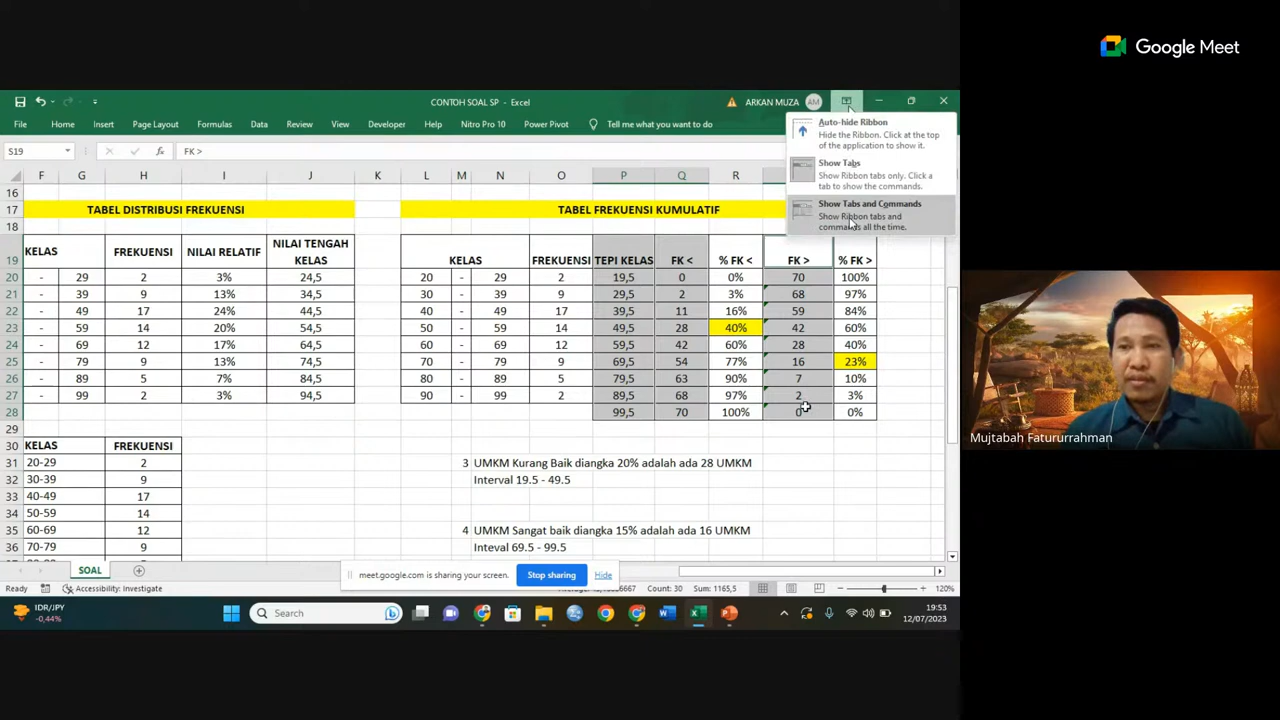 Google Meet
CONTOH SOAL SP - Excel
ARKAN MUZA AM
File Home Insert Page Layout Formulas Data Review View Developer Help Nitro Pro 10 Power Pivot Tell me what you want to do
Auto-hide Ribbon
Hide the Ribbon. Click at the top
of the application to show it.
Show Tabs
Show Ribbon tabs only. Click a
tab to show the commands.
Show Tabs and Commands
Show Ribbon tabs and
commands all the time.
S19 fx FK >
F G H I J K L M N O P Q R
16
17 TABEL DISTRIBUSI FREKUENSI TABEL FREKUENSI KUMULATIF
18
19 KELAS FREKUENSI NILAI RELATIF NILAI TENGAH KELAS KELAS FREKUENSI TEPI KELAS FK < % FK < FK > % FK >
20 - 29 2 3% 24,5 20 - 29 2 19,5 0 0% 70 100%
21 - 39 9 13% 34,5 30 - 39 9 29,5 2 3% 68 97%
22 - 49 17 24% 44,5 40 - 49 17 39,5 11 16% 59 84%
23 - 59 14 20% 54,5 50 - 59 14 49,5 28 40% 42 60%
24 - 69 12 17% 64,5 60 - 69 12 59,5 42 60% 28 40%
25 - 79 9 13% 74,5 70 - 79 9 69,5 54 77% 16 23%
26 - 89 5 7% 84,5 80 - 89 5 79,5 63 90% 7 10%
27 - 99 2 3% 94,5 90 - 99 2 89,5 68 97% 2 3%
28 99,5 70 100% 0 0%
29
30 KELAS FREKUENSI
31 20-29 2 3 UMKM Kurang Baik diangka 20% adalah ada 28 UMKM
32 30-39 9 Interval 19.5 - 49.5
33 40-49 17
34 50-59 14
35 60-69 12 4 UMKM Sangat baik diangka 15% adalah ada 16 UMKM
36 70-79 9 Inteval 69.5 - 99.5
SOAL
meet.google.com is sharing your screen. Stop sharing Hide
Ready Accessibility: Investigate Count: 30 Sum: 1165,5 120%
IDR/JPY
-0,44%
Search
19:53
12/07/2023
Mujtabah Fatururrahman